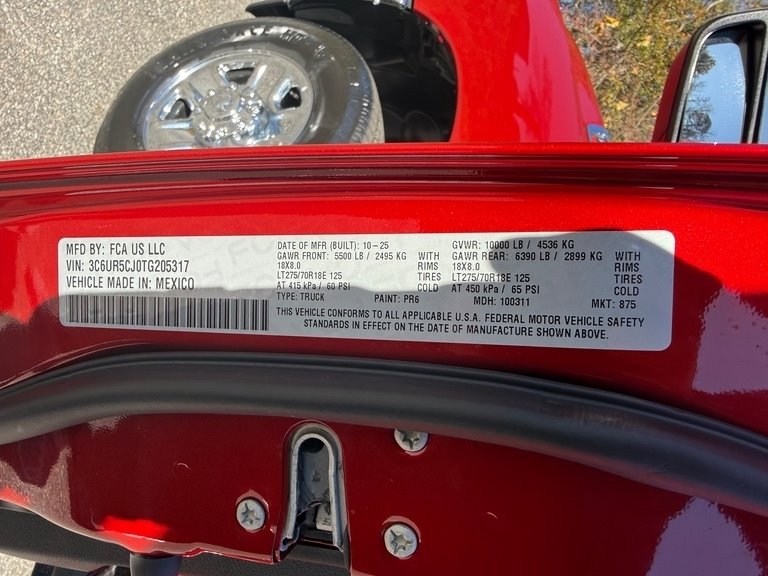 MFD BY: FCA US LLC
VIN: 3C6UR5CJ0TG205317
VEHICLE MADE IN: MEXICO
DATE OF MFR (BUILT): 10-25
GAWR FRONT: 5500 LB / 2495 KG WITH
18X8.0 RIMS
LT275/70R18E 125 TIRES
AT 415 kPa / 60 PSI COLD
TYPE: TRUCK PAINT: PR6
GVWR: 10000 LB / 4536 KG
GAWR REAR: 6390 LB / 2899 KG WITH
18X8.0 RIMS
LT275/70R18E 125 TIRES
AT 450 kPa / 65 PSI COLD
MDH: 100311 MKT: 875
THIS VEHICLE CONFORMS TO ALL APPLICABLE U.S.A. FEDERAL MOTOR VEHICLE SAFETY
STANDARDS IN EFFECT ON THE DATE OF MANUFACTURE SHOWN ABOVE.